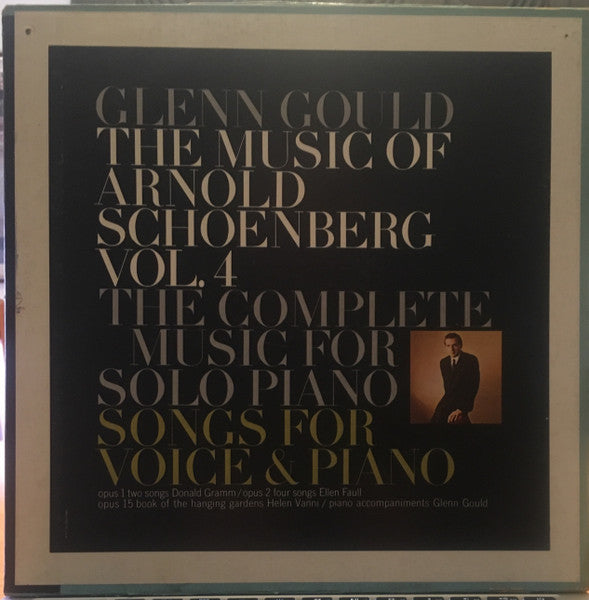 GLENN GOULD
THE MUSIC OF
ARNOLD
SCHOENBERG
VOL. 4
THE COMPLETE
MUSIC FOR
SOLO PIANO
SONGS FOR
VOICE & PIANO
opus 1 two songs Donald Gramm / opus 2 four songs Ellen Faull
opus 15 book of the hanging gardens Helen Vanni / piano accompaniments Glenn Gould